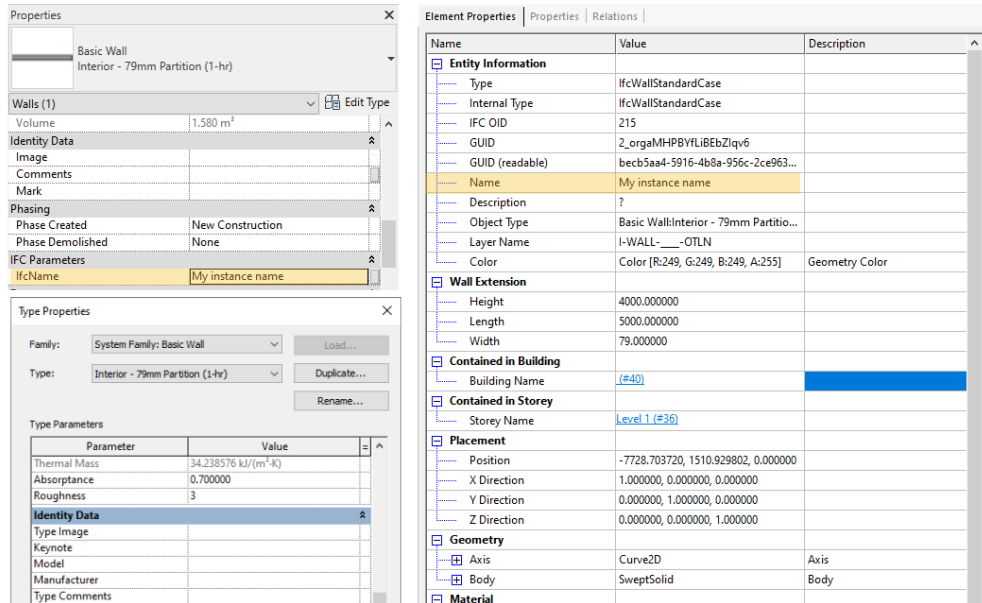 Properties
Basic Wall
Interior - 79mm Partition (1-hr)
Walls (1) Edit Type
Volume 1.580 m³
Identity Data
Image
Comments
Mark
Phasing
Phase Created New Construction
Phase Demolished None
IFC Parameters
IfcName My instance name
Type Properties
Family: System Family: Basic Wall Load...
Type: Interior - 79mm Partition (1-hr) Duplicate...
Rename...
Type Parameters
Parameter Value =
Thermal Mass 34.238576 kJ/(m²·K)
Absorptance 0.700000
Roughness 3
Identity Data
Type Image
Keynote
Model
Manufacturer
Type Comments
Element Properties Properties Relations
Name Value Description
Entity Information
Type IfcWallStandardCase
Internal Type IfcWallStandardCase
IFC OID 215
GUID 2_orgaMHPBYfLiBEbZlqv6
GUID (readable) becb5aa4-5916-4b8a-956c-2ce963...
Name My instance name
Description ?
Object Type Basic Wall:Interior - 79mm Partitio...
Layer Name I-WALL-___-OTLN
Color Color [R:249, G:249, B:249, A:255] Geometry Color
Wall Extension
Height 4000.000000
Length 5000.000000
Width 79.000000
Contained in Building
Building Name (#40)
Contained in Storey
Storey Name Level 1 (#36)
Placement
Position -7728.703720, 1510.929802, 0.000000
X Direction 1.000000, 0.000000, 0.000000
Y Direction 0.000000, 1.000000, 0.000000
Z Direction 0.000000, 0.000000, 1.000000
Geometry
Axis Curve2D Axis
Body SweptSolid Body
Material